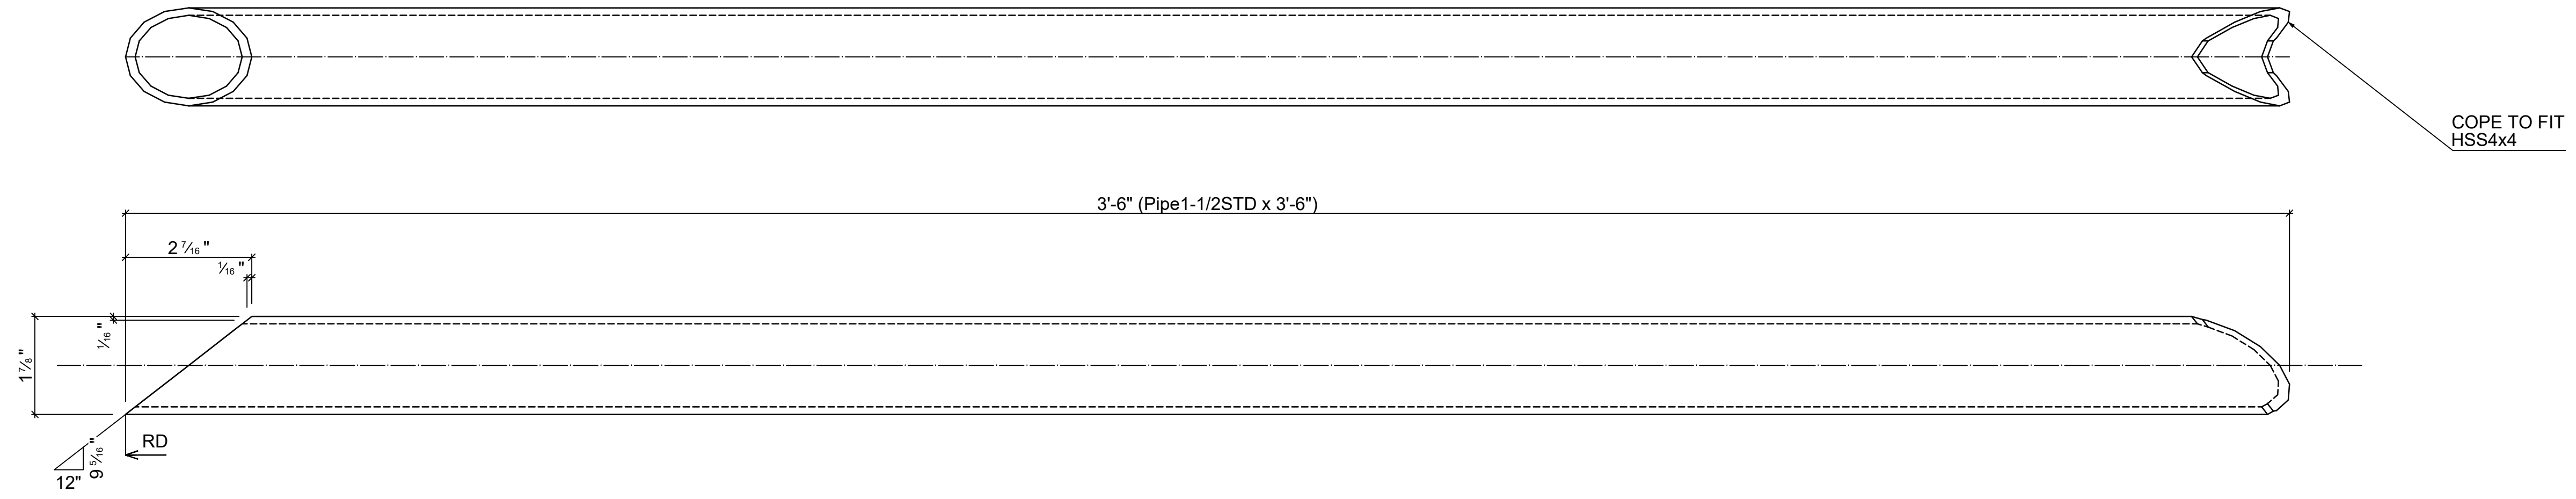 COPE TO FIT
HSS4x4
3'-6" (Pipe1-1/2STD x 3'-6")
2 7/16 "
1/16 "
1/16 "
1 7/8 "
RD
9 5/16 "
12"